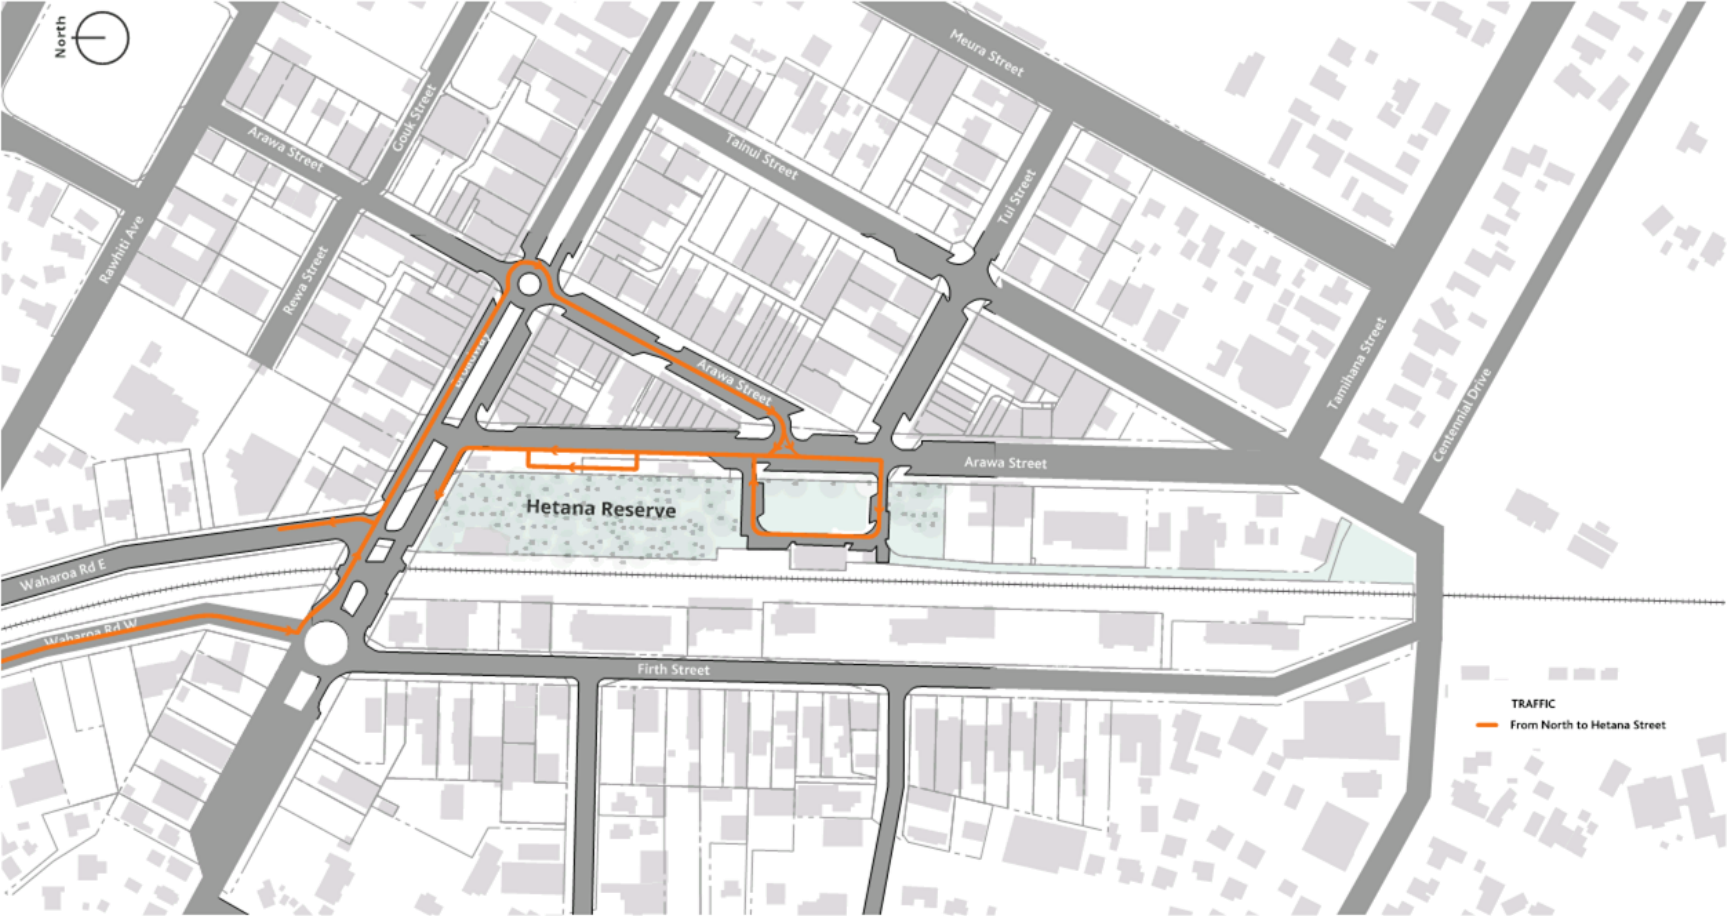 North
Meura Street
Gouk Street
Arawa Street
Tainui Street
Tui Street
Rawhiti Ave
Rewa Street
Arawa Street
Tamihana Street
Centennial Drive
Arawa Street
Hetana Reserve
Waharoa Rd E
Waharoa Rd W
Firth Street
TRAFFIC
From North to Hetana Street